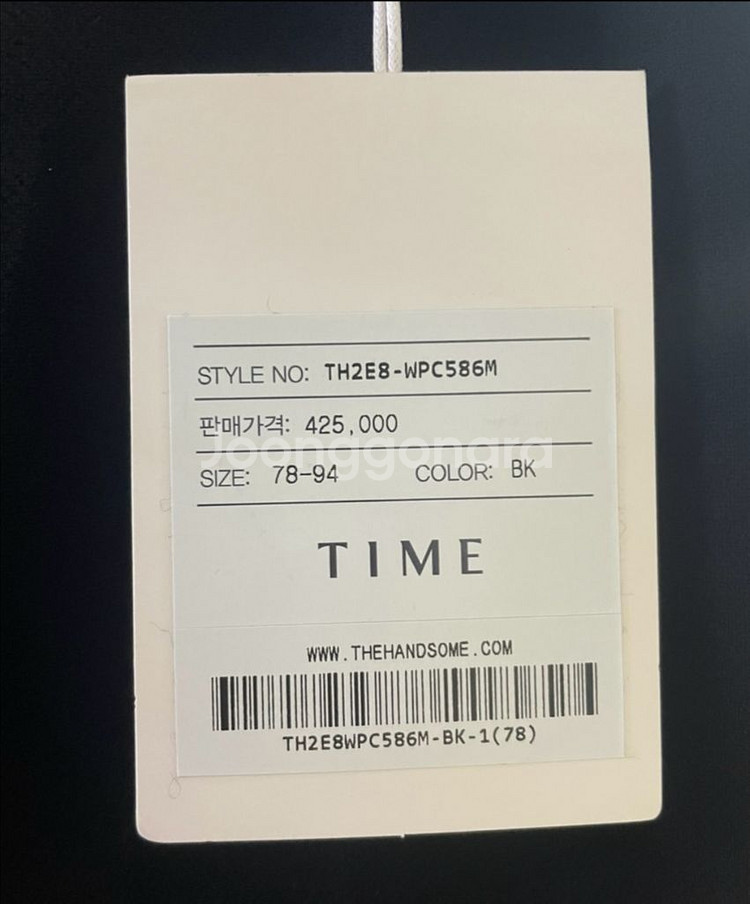 STYLE NO: TH2E8-WPC586M
판매가격: 425,000
Joonggonara
SIZE: 78-94 COLOR: BK
TIME
WWW.THEHANDSOME.COM
TH2E8WPC586M-BK-1(78)